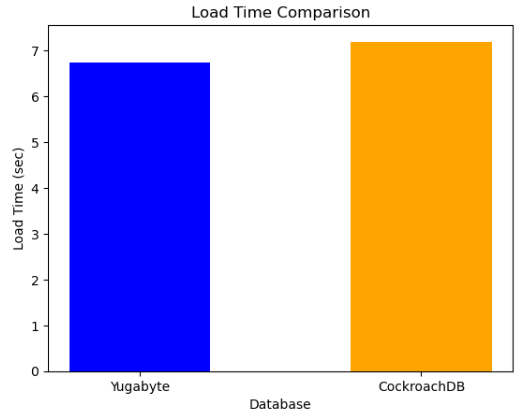 Load Time Comparison
Load Time (sec)
7
6
5
4
3
2
1
0
Yugabyte CockroachDB
Database